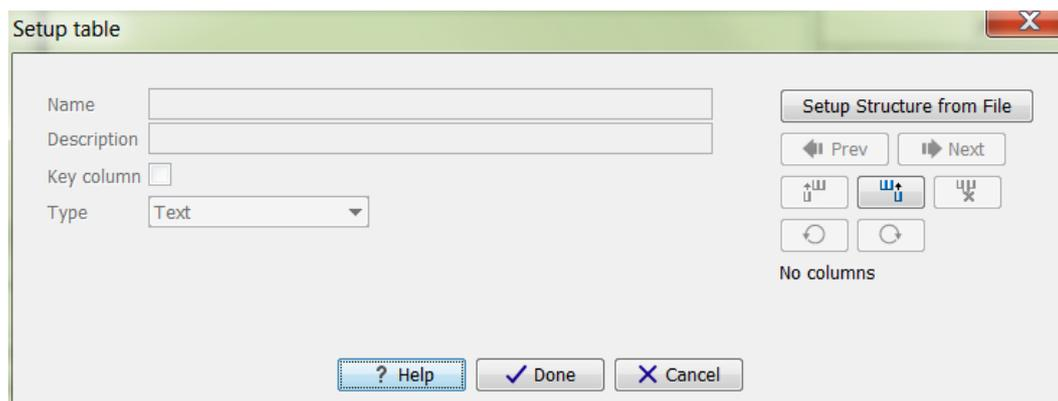 Setup table
X
Name
Description
Key column
Type
Text
Setup Structure from File
Prev
Next
No columns
? Help
Done
Cancel